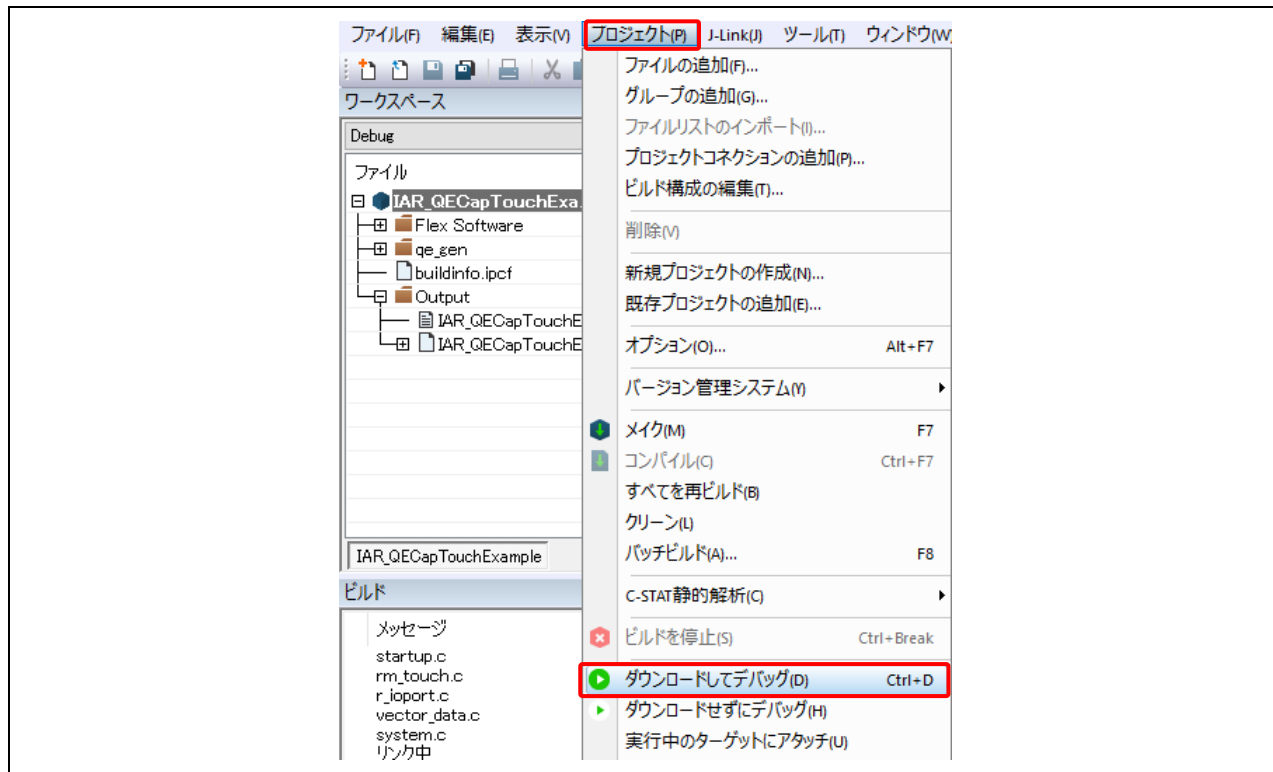 ファイル(F) 編集(E) 表示(V) プロジェクト(P) J-Link(J) ツール(T) ウィンドウ(W)
ワークスペース
Debug
ファイル
IAR_QECapTouchExa
Flex Software
qe_gen
buildinfo.ipcf
Output
IAR_QECapTouchE
IAR_QECapTouchE
IAR_QECapTouchExample
ビルド
メッセージ
startup.c
rm_touch.c
r_ioport.c
vector_data.c
system.c
リンク中
ファイルの追加(F)...
グループの追加(G)...
ファイルリストのインポート(I)...
プロジェクトコネクションの追加(P)...
ビルド構成の編集(T)...
削除(V)
新規プロジェクトの作成(N)...
既存プロジェクトの追加(E)...
オプション(O)... Alt+F7
バージョン管理システム(Y)
メイク(M) F7
コンパイル(C) Ctrl+F7
すべてを再ビルド(B)
クリーン(L)
バッチビルド(A)... F8
C-STAT静的解析(C)
ビルドを停止(S) Ctrl+Break
ダウンロードしてデバッグ(D) Ctrl+D
ダウンロードせずにデバッグ(H)
実行中のターゲットにアタッチ(U)